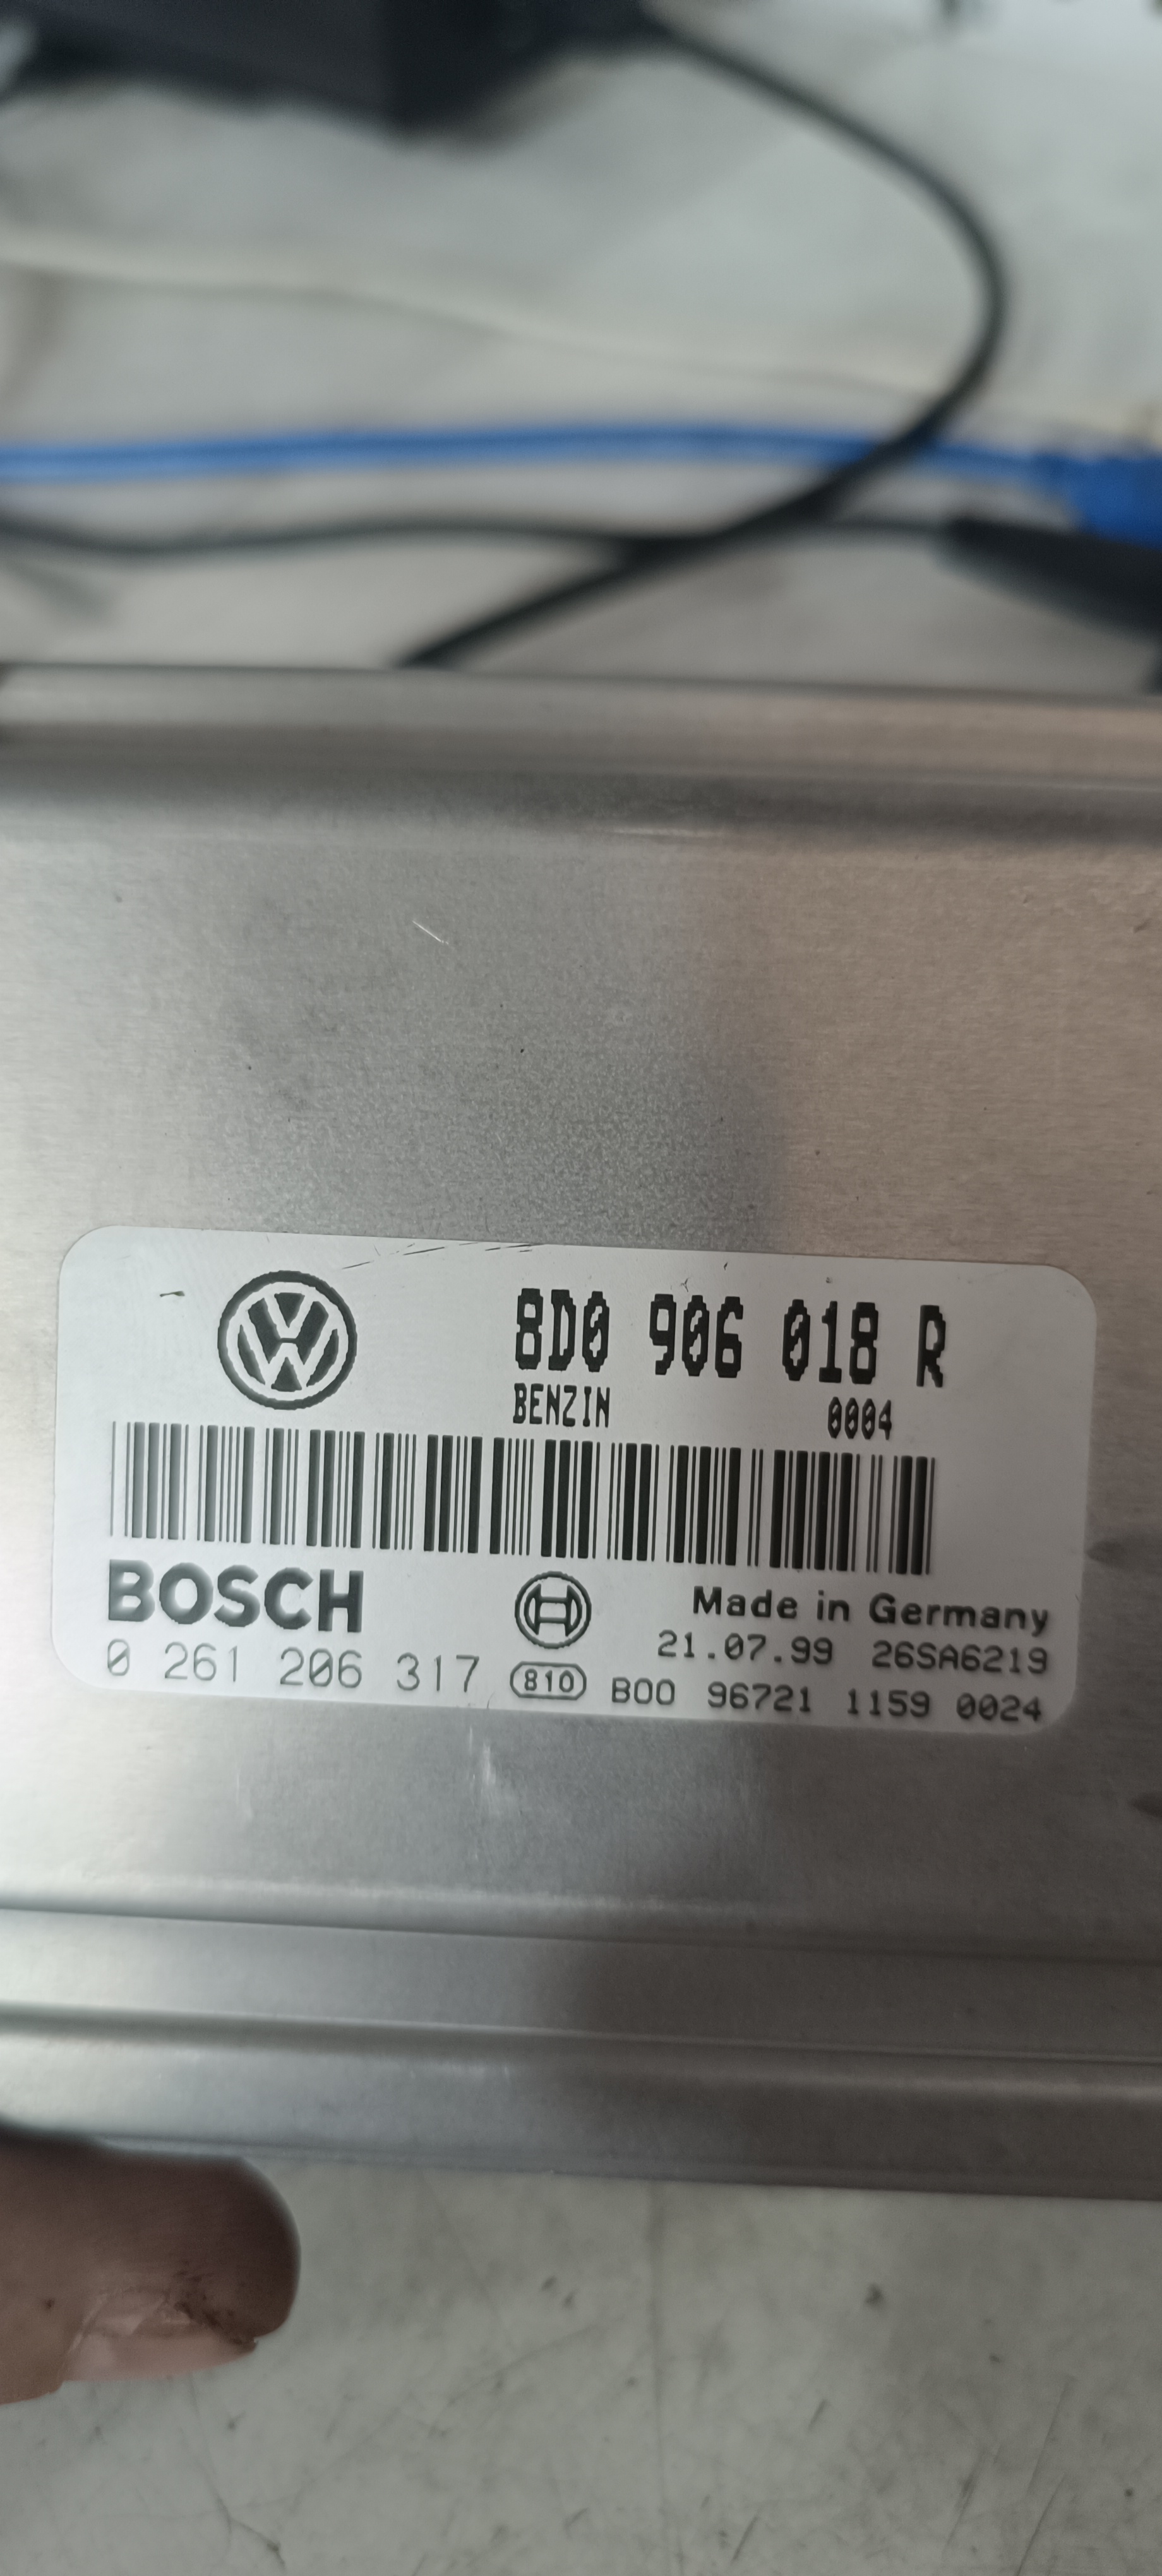 8D0 906 018 R
BENZIN 0004
BOSCH
Made in Germany
21.07.99 26SA6219
0 261 206 317 810 B00 96721 1159 0024